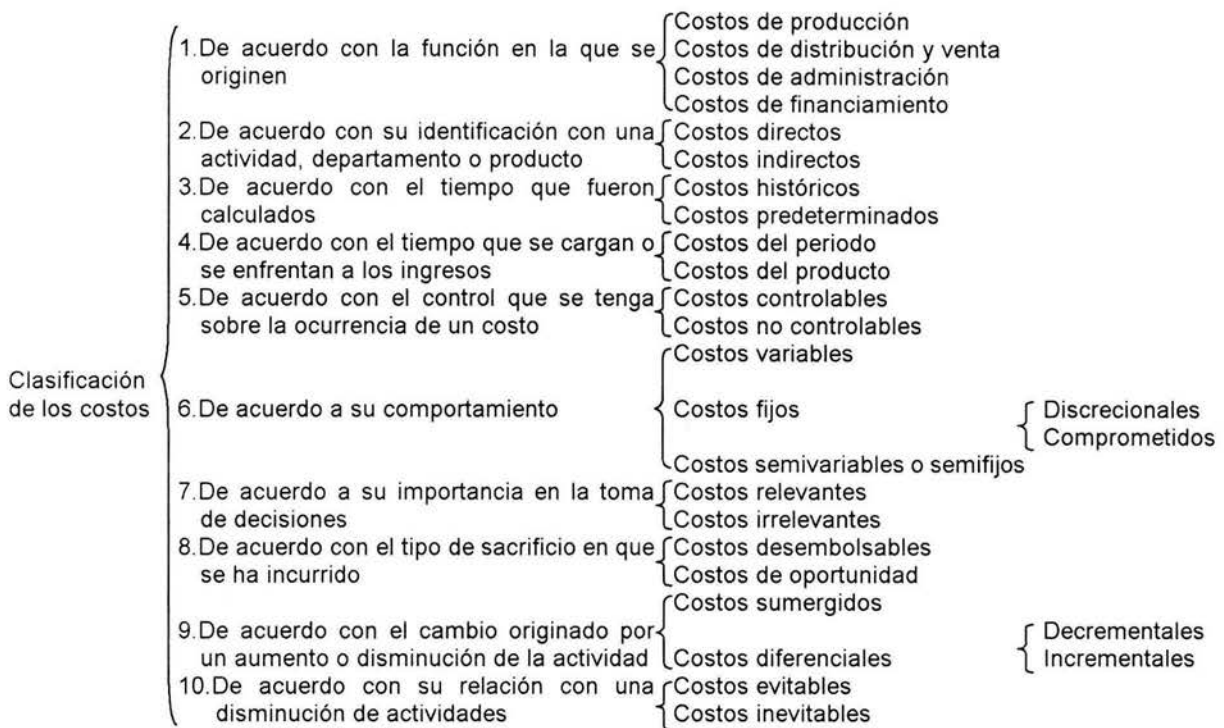 Clasificación
de los costos
1.De acuerdo con la función en la que se
originen
Costos de producción
Costos de distribución y venta
Costos de administración
Costos de financiamiento
2.De acuerdo con su identificación con una
actividad, departamento o producto
Costos directos
Costos indirectos
3.De acuerdo con el tiempo que fueron
calculados
Costos históricos
Costos predeterminados
4.De acuerdo con el tiempo que se cargan o
se enfrentan a los ingresos
Costos del periodo
Costos del producto
5.De acuerdo con el control que se tenga
sobre la ocurrencia de un costo
Costos controlables
Costos no controlables
6.De acuerdo a su comportamiento
Costos variables
Costos fijos
Discrecionales
Comprometidos
Costos semivariables o semifijos
7.De acuerdo a su importancia en la toma
de decisiones
Costos relevantes
Costos irrelevantes
8.De acuerdo con el tipo de sacrificio en que
se ha incurrido
Costos desembolsables
Costos de oportunidad
9.De acuerdo con el cambio originado por
un aumento o disminución de la actividad
Costos sumergidos
Costos diferenciales
Decrementales
Incrementales
10.De acuerdo con su relación con una
disminución de actividades
Costos evitables
Costos inevitables